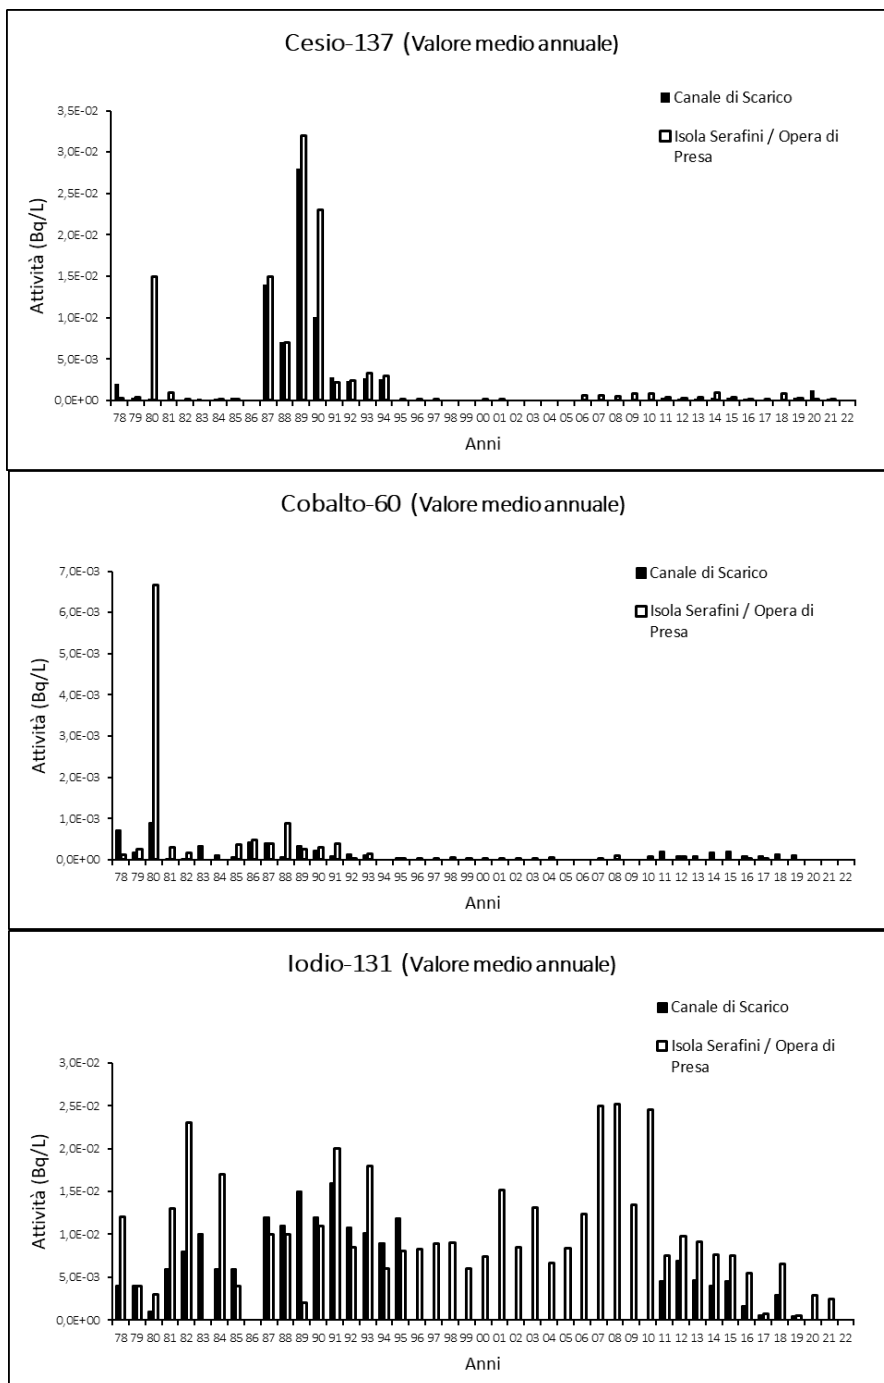 Cesio-137 (Valore medio annuale)
Canale di Scarico
Isola Serafini / Opera di
Presa
Attività (Bq/L)
3,5E-02
3,0E-02
2,5E-02
2,0E-02
1,5E-02
1,0E-02
5,0E-03
0,0E+00
78 79 80 81 82 83 84 85 86 87 88 89 90 91 92 93 94 95 96 97 98 99 00 01 02 03 04 05 06 07 08 09 10 11 12 13 14 15 16 17 18 19 20 21 22
Anni
Cobalto-60 (Valore medio annuale)
Canale di Scarico
Isola Serafini / Opera di
Presa
Attività (Bq/L)
7,0E-03
6,0E-03
5,0E-03
4,0E-03
3,0E-03
2,0E-03
1,0E-03
0,0E+00
78 79 80 81 82 83 84 85 86 87 88 89 90 91 92 93 95 96 97 98 99 00 01 02 03 04 05 06 07 08 09 10 11 12 13 14 15 16 17 18 19 20 21 22
Anni
Iodio-131 (Valore medio annuale)
Canale di Scarico
Isola Serafini / Opera di
Presa
Attività (Bq/L)
3,0E-02
2,5E-02
2,0E-02
1,5E-02
1,0E-02
5,0E-03
0,0E+00
78 79 80 81 82 83 84 85 87 88 89 90 91 92 93 94 95 96 97 98 99 00 01 02 03 04 05 06 07 08 09 10 11 12 13 14 15 16 17 18 19 20 21 22
Anni